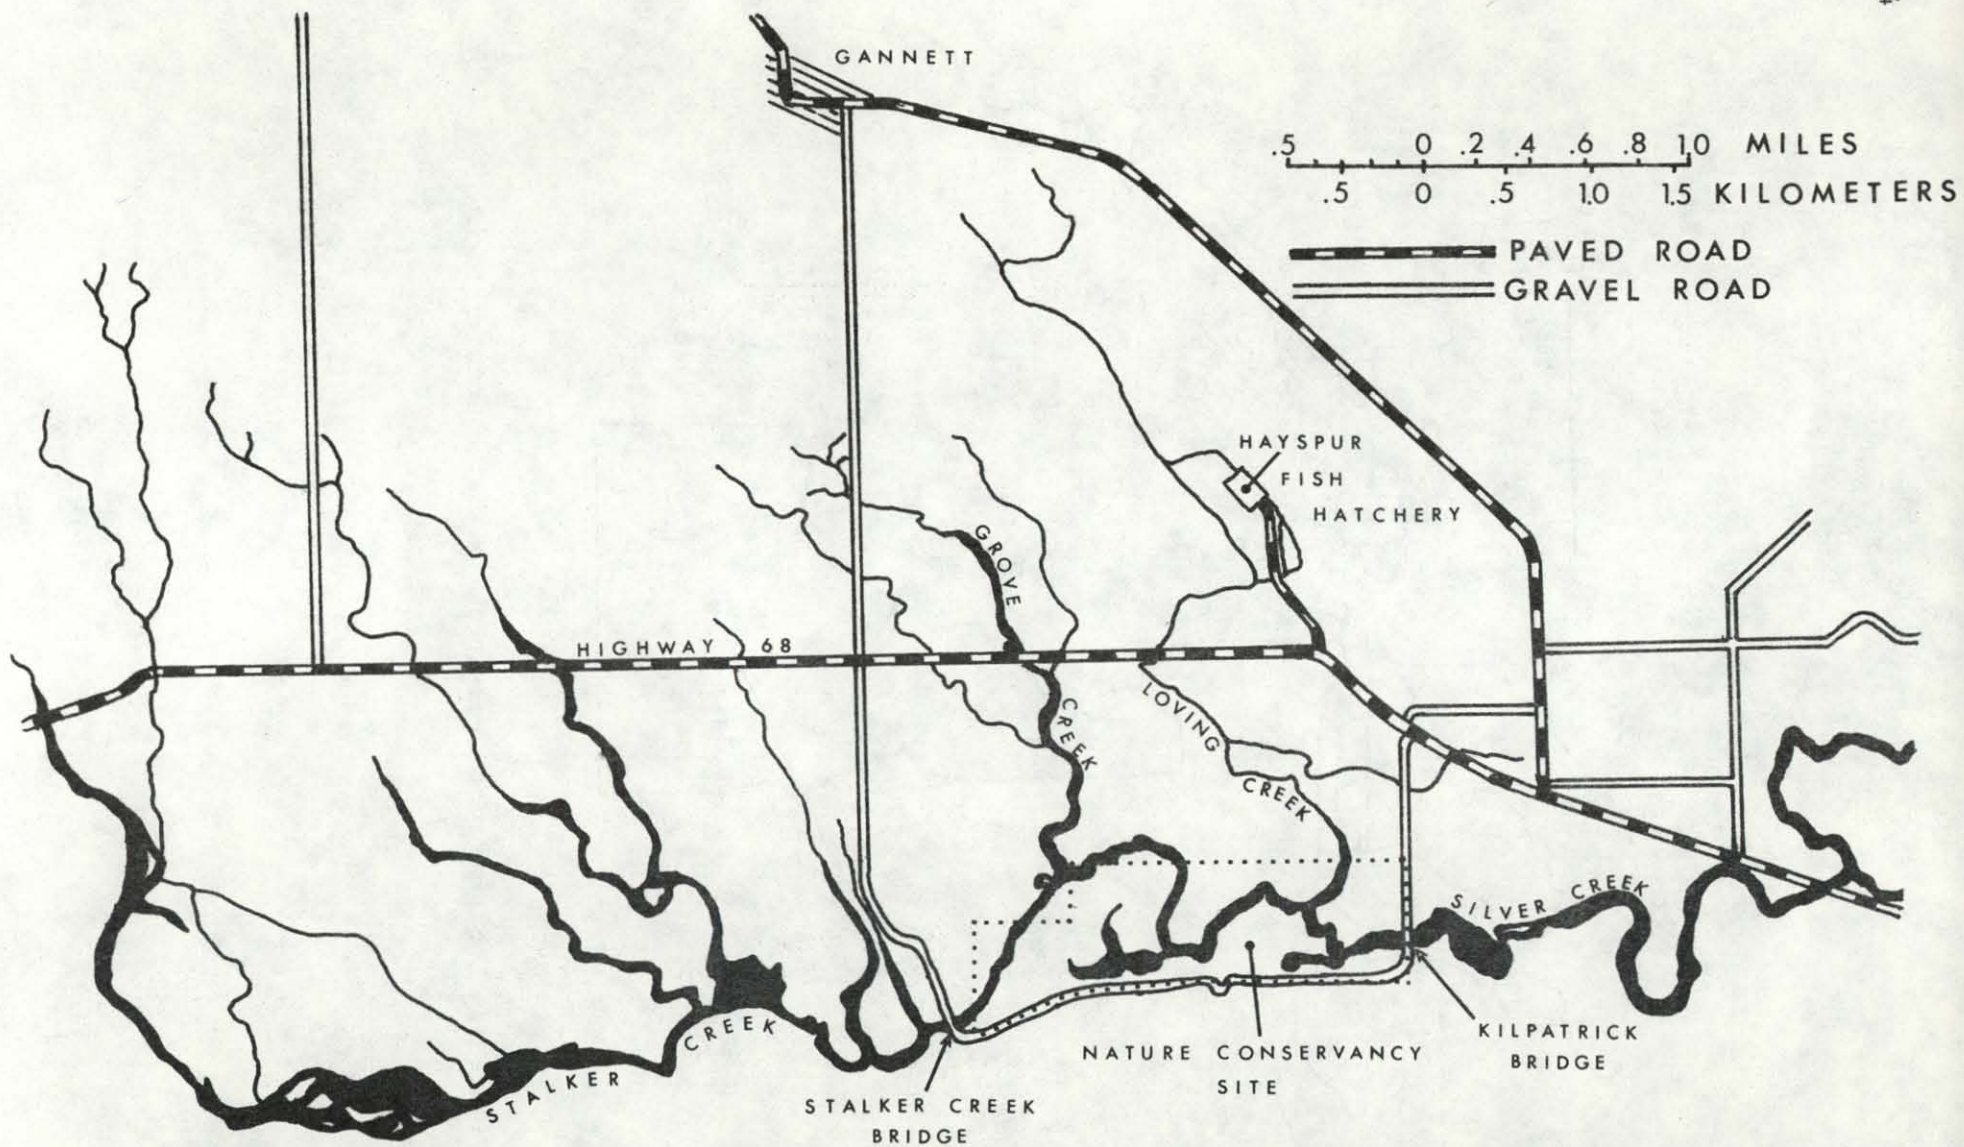 GANNETT
.5 0 .2 .4 .6 .8 1.0 MILES
.5 0 .5 1.0 1.5 KILOMETERS
PAVED ROAD
GRAVEL ROAD
HAYSPUR
FISH
HATCHERY
GROVE
CREEK
HIGHWAY 68
LOVING
CREEK
SILVER CREEK
CREEK
STALKER
KILPATRICK
BRIDGE
NATURE CONSERVANCY
SITE
STALKER CREEK
BRIDGE